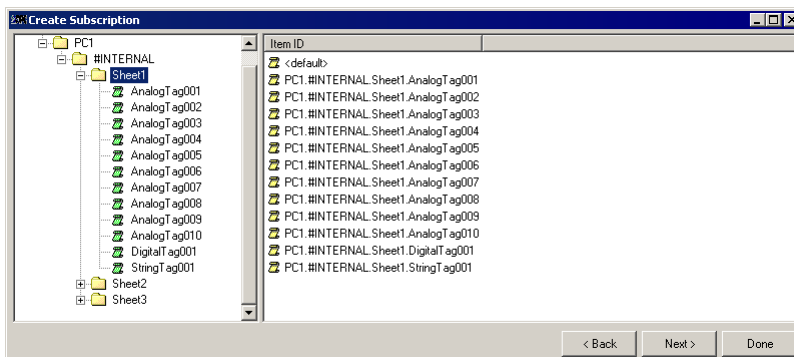 Create Subscription
PC1
#INTERNAL
Sheet1
AnalogTag001
AnalogTag002
AnalogTag003
AnalogTag004
AnalogTag005
AnalogTag006
AnalogTag007
AnalogTag008
AnalogTag009
AnalogTag010
DigitalTag001
StringTag001
Sheet2
Sheet3
Item ID
<default>
PC1.#INTERNAL.Sheet1.AnalogTag001
PC1.#INTERNAL.Sheet1.AnalogTag002
PC1.#INTERNAL.Sheet1.AnalogTag003
PC1.#INTERNAL.Sheet1.AnalogTag004
PC1.#INTERNAL.Sheet1.AnalogTag005
PC1.#INTERNAL.Sheet1.AnalogTag006
PC1.#INTERNAL.Sheet1.AnalogTag007
PC1.#INTERNAL.Sheet1.AnalogTag008
PC1.#INTERNAL.Sheet1.AnalogTag009
PC1.#INTERNAL.Sheet1.AnalogTag010
PC1.#INTERNAL.Sheet1.DigitalTag001
PC1.#INTERNAL.Sheet1.StringTag001
< Back
Next >
Done